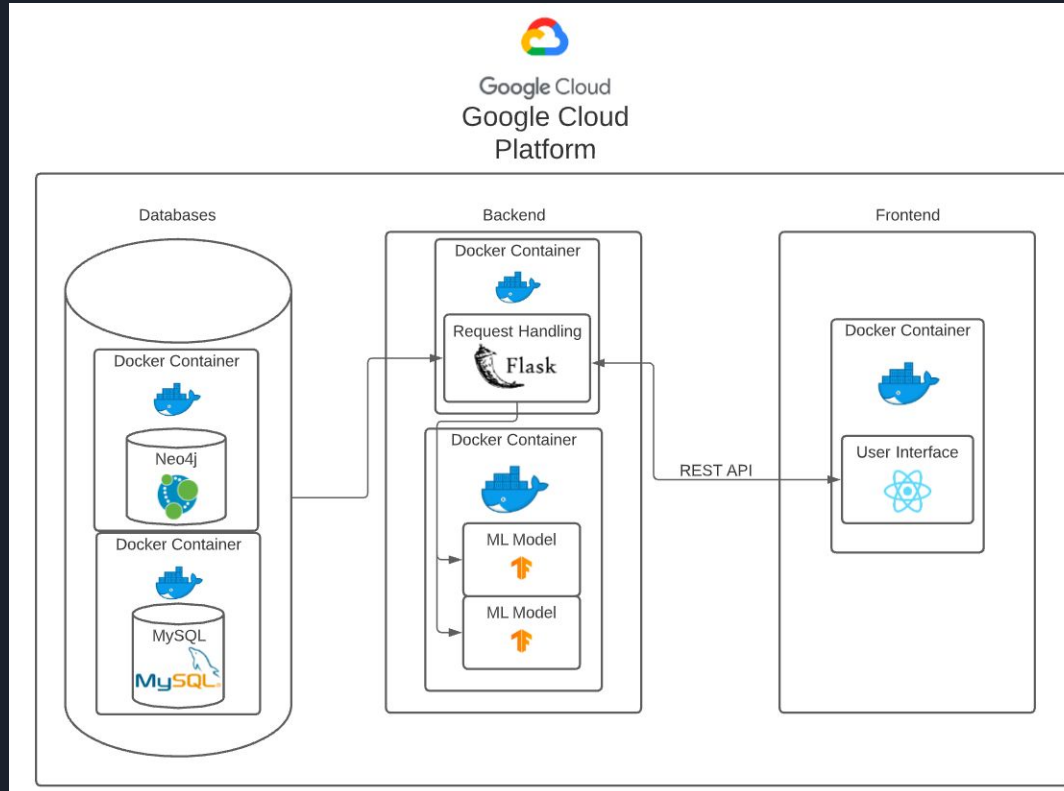 Google Cloud
Google Cloud
Platform
Databases
Docker Container
Neo4j
Docker Container
MySQL
MySQL
Backend
Docker Container
Request Handling
Flask
Docker Container
ML Model
ML Model
REST API
Frontend
Docker Container
User Interface